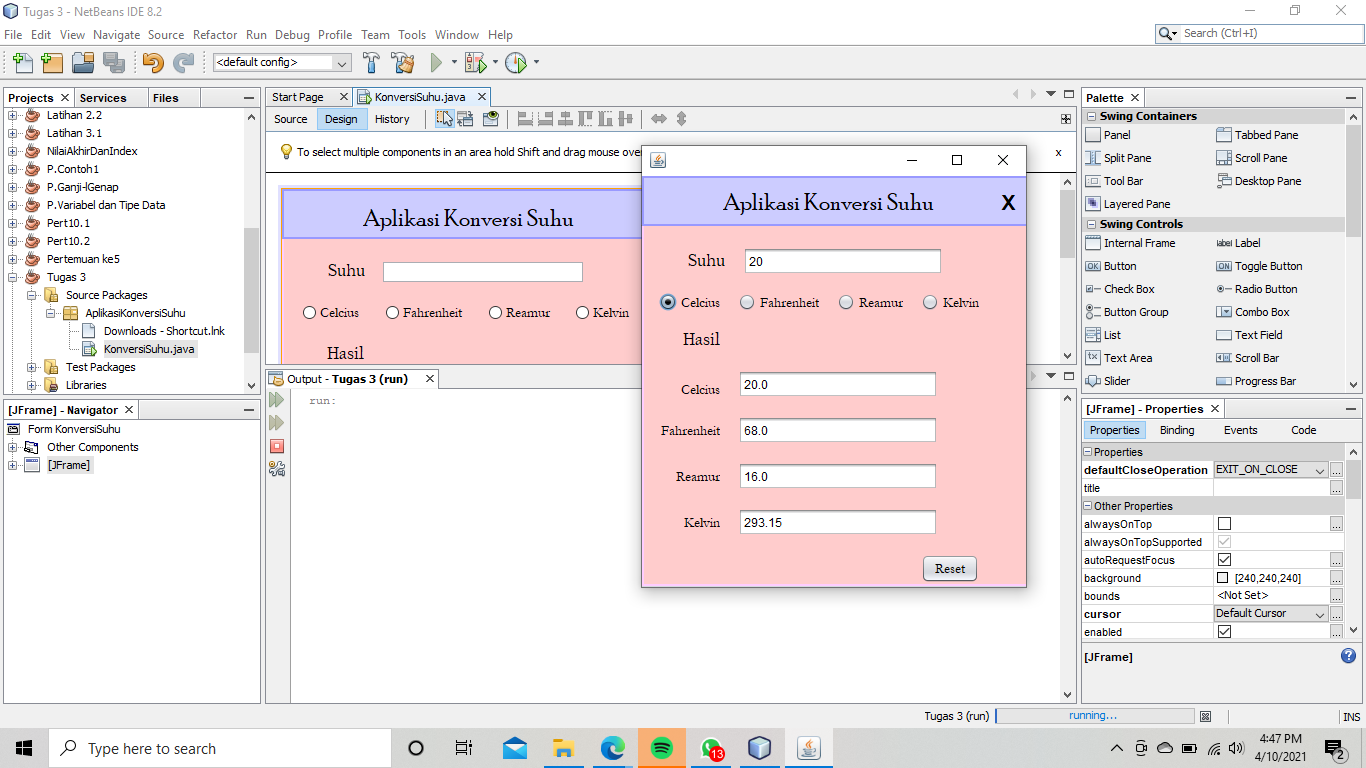 Tugas 3 - NetBeans IDE 8.2
File Edit View Navigate Source Refactor Run Debug Profile Team Tools Window Help
Search (Ctrl+I)
<default config>
Projects
Services
Files
Latihan 2.2
Latihan 3.1
NilaiAkhirDanIndex
P.Contoh1
P.Ganji-lGenap
P.Variabel dan Tipe Data
Pert10.1
Pert10.2
Pertemuan ke5
Tugas 3
Source Packages
AplikasiKonversiSuhu
Downloads - Shortcut.lnk
KonversiSuhu.java
Test Packages
Libraries
[JFrame] - Navigator
Form KonversiSuhu
Other Components
[JFrame]
Start Page
KonversiSuhu.java
Source Design History
To select multiple components in an area hold Shift and drag mouse over
x
Aplikasi Konversi Suhu
Suhu
Celcius Fahrenheit Reamur Kelvin
Hasil
Output - Tugas 3 (run)
run:
Aplikasi Konversi Suhu X
Suhu 20
Celcius Fahrenheit Reamur Kelvin
Hasil
Celcius 20.0
Fahrenheit 68.0
Reamur 16.0
Kelvin 293.15
Reset
Palette
Swing Containers
Panel Tabbed Pane
Split Pane Scroll Pane
Tool Bar Desktop Pane
Layered Pane
Swing Controls
Internal Frame label Label
OK Button ON Toggle Button
Check Box Radio Button
Button Group Combo Box
List Text Field
Text Area Scroll Bar
Slider Progress Bar
[JFrame] - Properties
Properties Binding Events Code
Properties
defaultCloseOperation EXIT_ON_CLOSE ...
title ...
Other Properties
alwaysOnTop ...
alwaysOnTopSupported
autoRequestFocus ...
background [240,240,240] ...
bounds <Not Set> ...
cursor Default Cursor ...
enabled ...
[JFrame]
Tugas 3 (run) running... INS
Type here to search
13
4:47 PM
4/10/2021
2